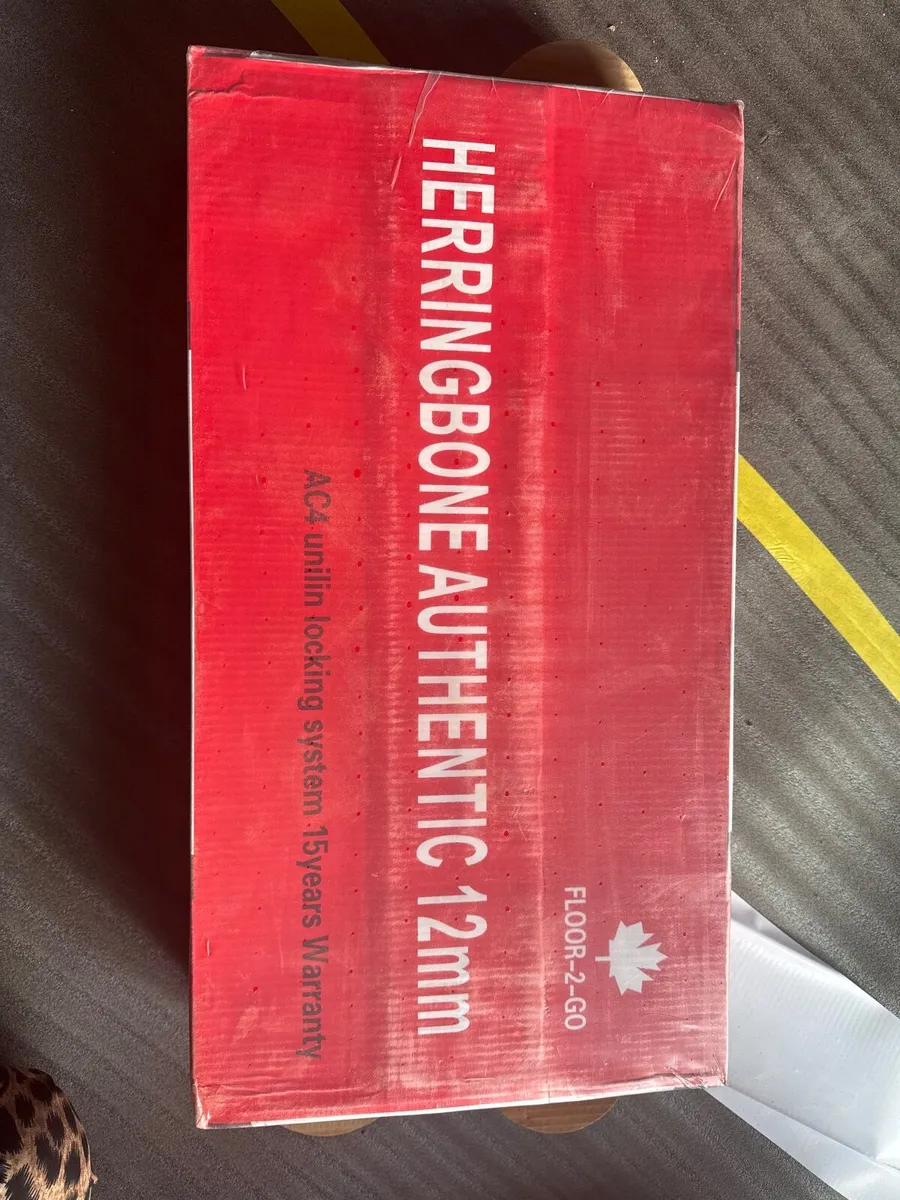 FLOOR-2-GO
HERRINGBONE AUTHENTIC 12mm
AC4 unilin locking system 15years Warranty